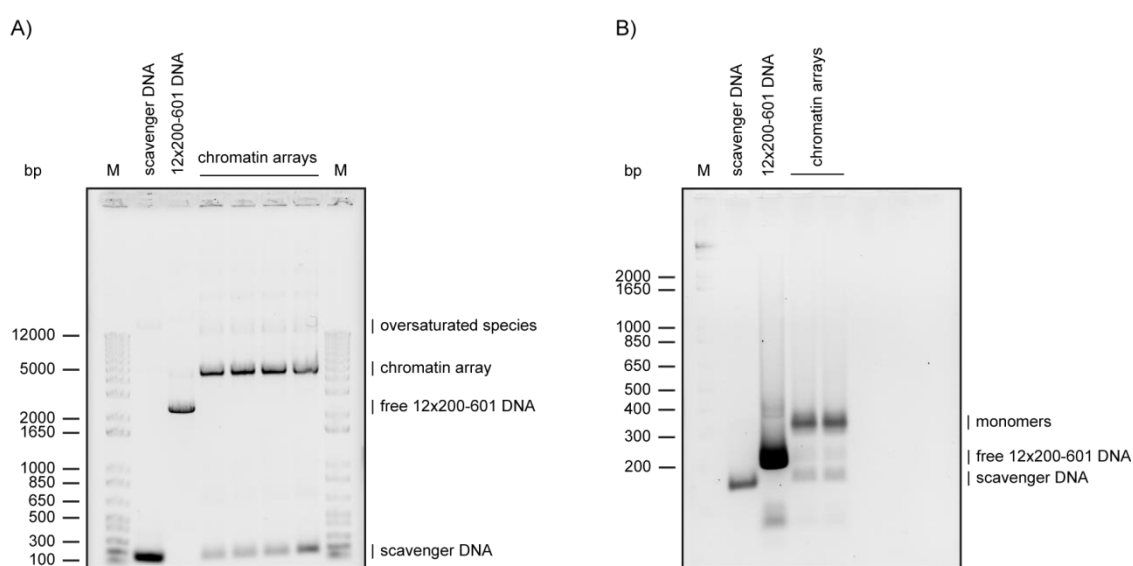 A)
bp
M
scavenger DNA
12x200-601 DNA
chromatin arrays
M
12000
5000
2000
1650
1000
850
650
500
300
100
oversaturated species
chromatin array
free 12x200-601 DNA
scavenger DNA
B)
bp
M
scavenger DNA
12x200-601 DNA
chromatin arrays
2000
1650
1000
850
650
500
400
300
200
monomers
free 12x200-601 DNA
scavenger DNA